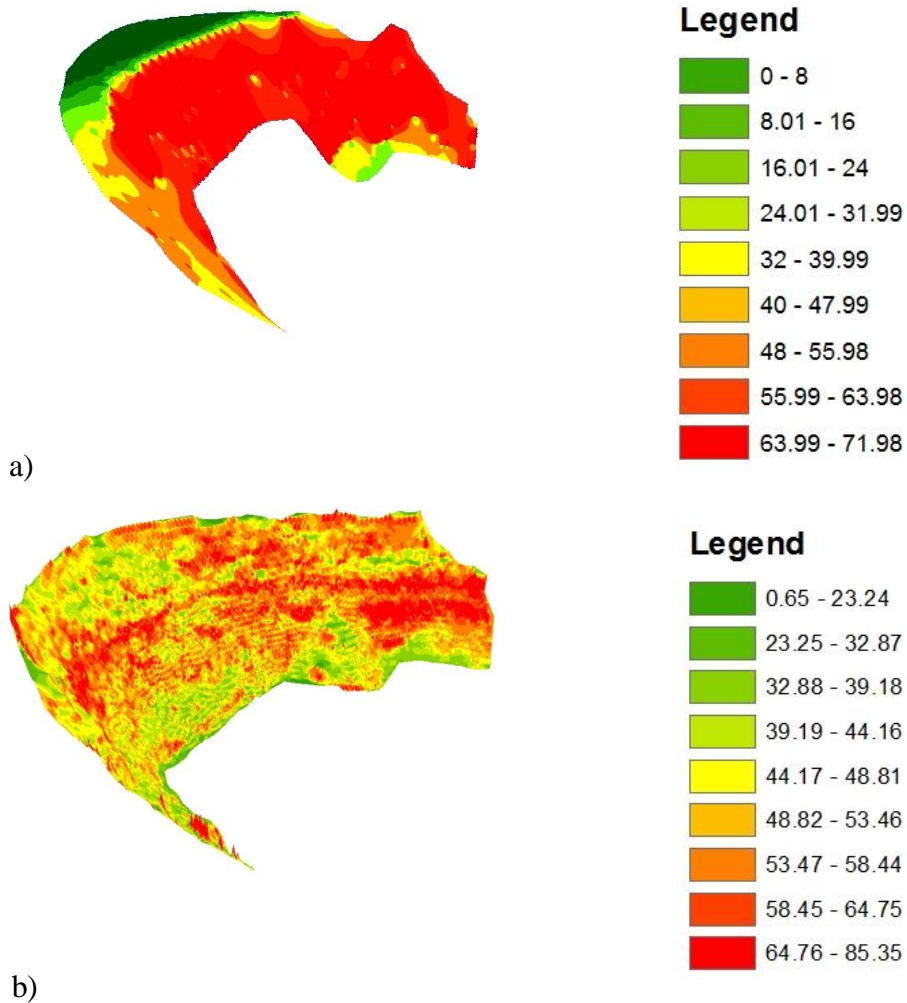 Legend
0 - 8
8.01 - 16
16.01 - 24
24.01 - 31.99
32 - 39.99
40 - 47.99
48 - 55.98
55.99 - 63.98
63.99 - 71.98
a)
Legend
0.65 - 23.24
23.25 - 32.87
32.88 - 39.18
39.19 - 44.16
44.17 - 48.81
48.82 - 53.46
53.47 - 58.44
58.45 - 64.75
64.76 - 85.35
b)